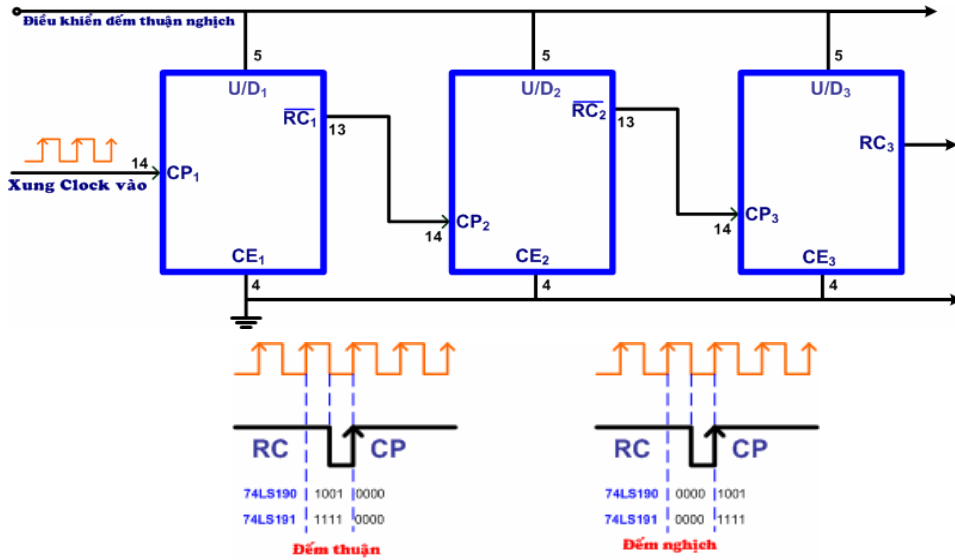 Điều khiển đếm thuận nghịch
5 5 5
U/D1 U/D2 U/D3
RC1 RC2 RC3
13 13
14 CP1
Xung Clock vào
14 CP2
14 CP3
CE1 CE2 CE3
4 4 4
RC CP
74LS190 1001 0000
74LS191 1111 0000
Đếm thuận
RC CP
74LS190 0000 1001
74LS191 0000 1111
Đếm nghịch